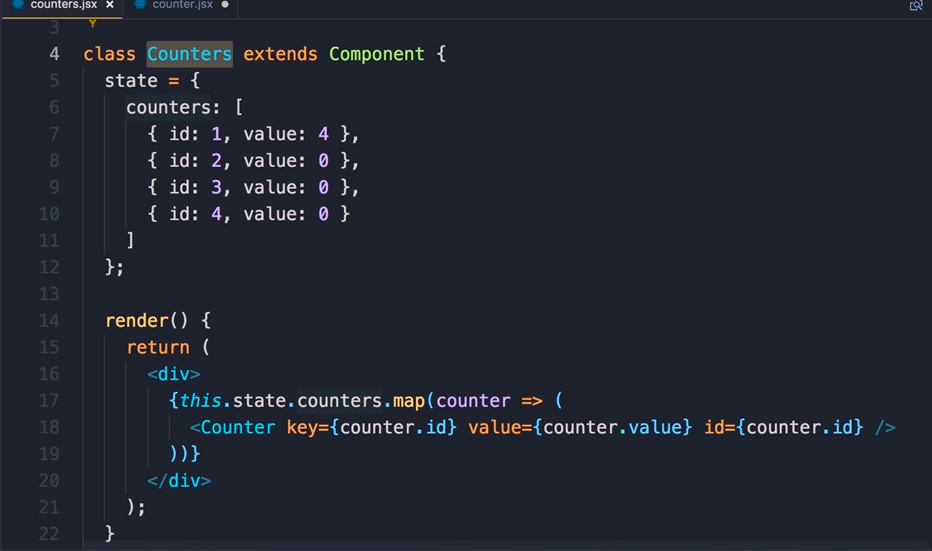 counters.jsx × counter.jsx ●
3
4 class Counters extends Component {
5 state = {
6 counters: [
7 { id: 1, value: 4 },
8 { id: 2, value: 0 },
9 { id: 3, value: 0 },
10 { id: 4, value: 0 }
11 ]
12 };
13
14 render() {
15 return (
16 <div>
17 {this.state.counters.map(counter => (
18 <Counter key={counter.id} value={counter.value} id={counter.id} />
19 ))}
20 </div>
21 );
22 }